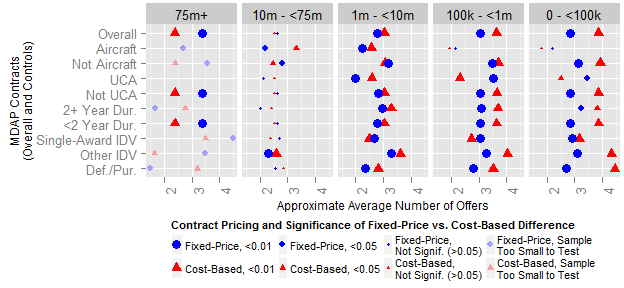 75m+ 10m - <75m 1m - <10m 100k - <1m 0 - <100k
MDAP Contracts
(Overall and Controls)
Overall
Aircraft
Not Aircraft
UCA
Not UCA
2+ Year Dur.
<2 Year Dur.
Single-Award IDV
Other IDV
Def./Pur.
2 3 4 2 3 4 2 3 4 2 3 4 2 3 4
Approximate Average Number of Offers
Contract Pricing and Significance of Fixed-Price vs. Cost-Based Difference
Fixed-Price, <0.01 Fixed-Price, <0.05 Fixed-Price, Not Signif. (>0.05) Fixed-Price, Sample Too Small to Test
Cost-Based, <0.01 Cost-Based, <0.05 Cost-Based, Not Signif. (>0.05) Cost-Based, Sample Too Small to Test